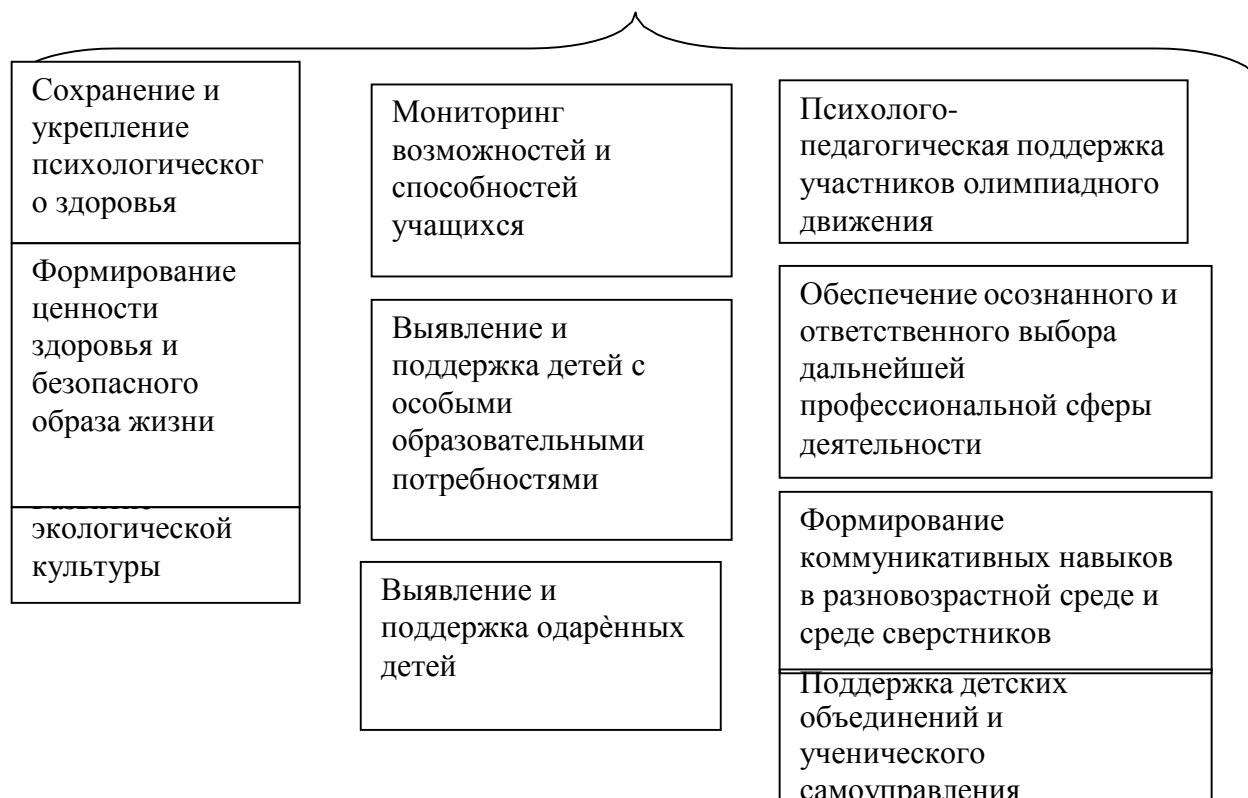 Сохранение и
укрепление
психологическог
о здоровья
Формирование
ценности
здоровья и
безопасного
образа жизни
экологической
культуры
Мониторинг
возможностей и
способностей
учащихся
Выявление и
поддержка детей с
особыми
образовательными
потребностями
Выявление и
поддержка одарѐнных
детей
Психолого-
педагогическая поддержка
участников олимпиадного
движения
Обеспечение осознанного и
ответственного выбора
дальнейшей
профессиональной сферы
деятельности
Формирование
коммуникативных навыков
в разновозрастной среде и
среде сверстников
Поддержка детских
объединений и
ученического
самоуправления